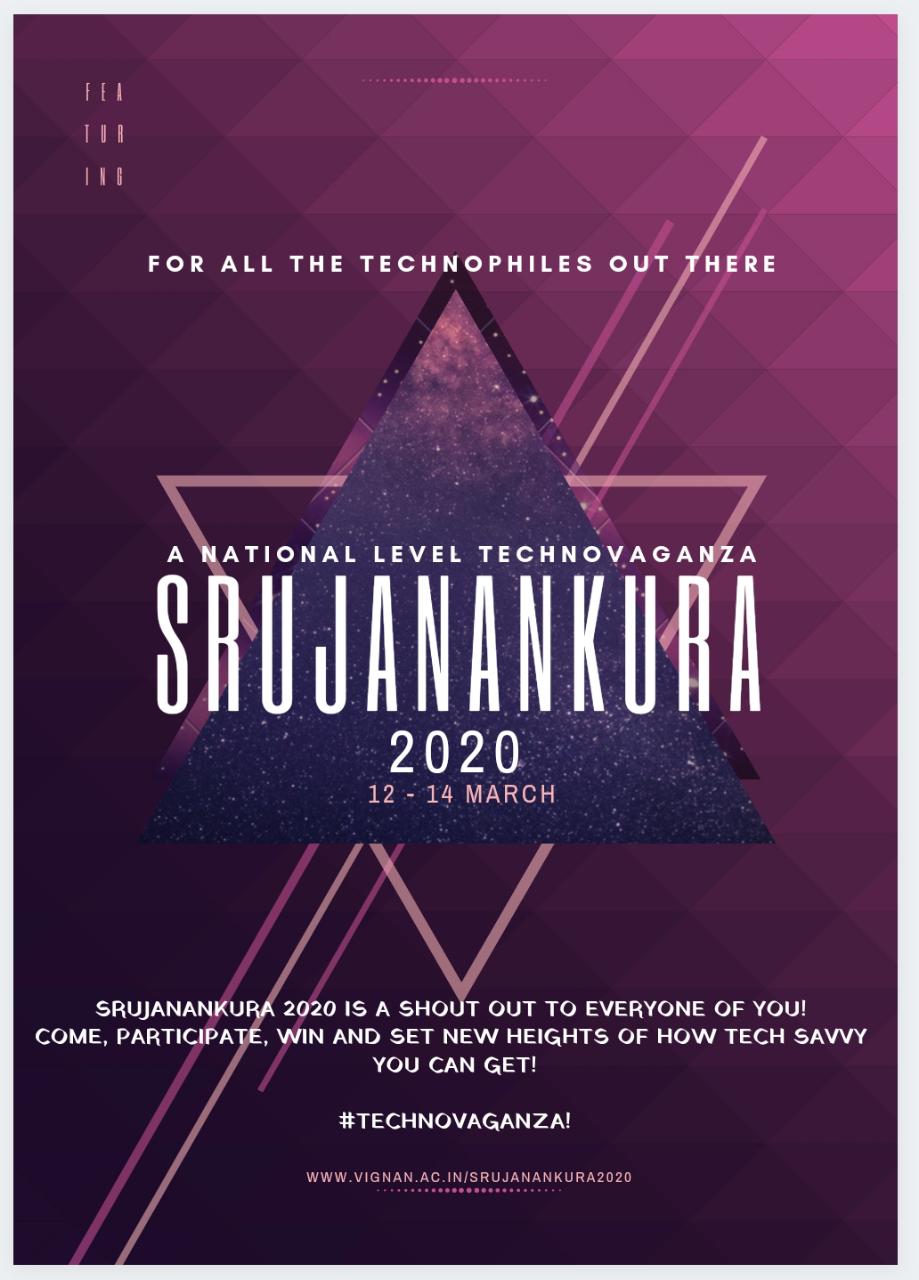 FEA
TUR
ING
FOR ALL THE TECHNOPHILES OUT THERE
A NATIONAL LEVEL TECHNOVAGANZA
SRUJANANKURA
2020
12 - 14 MARCH
SRUJANANKURA 2020 IS A SHOUT OUT TO EVERYONE OF YOU!
COME, PARTICIPATE, WIN AND SET NEW HEIGHTS OF HOW TECH SAVVY
YOU CAN GET!
#TECHNOVAGANZA!
WWW.VIGNAN.AC.IN/SRUJANANKURA2020